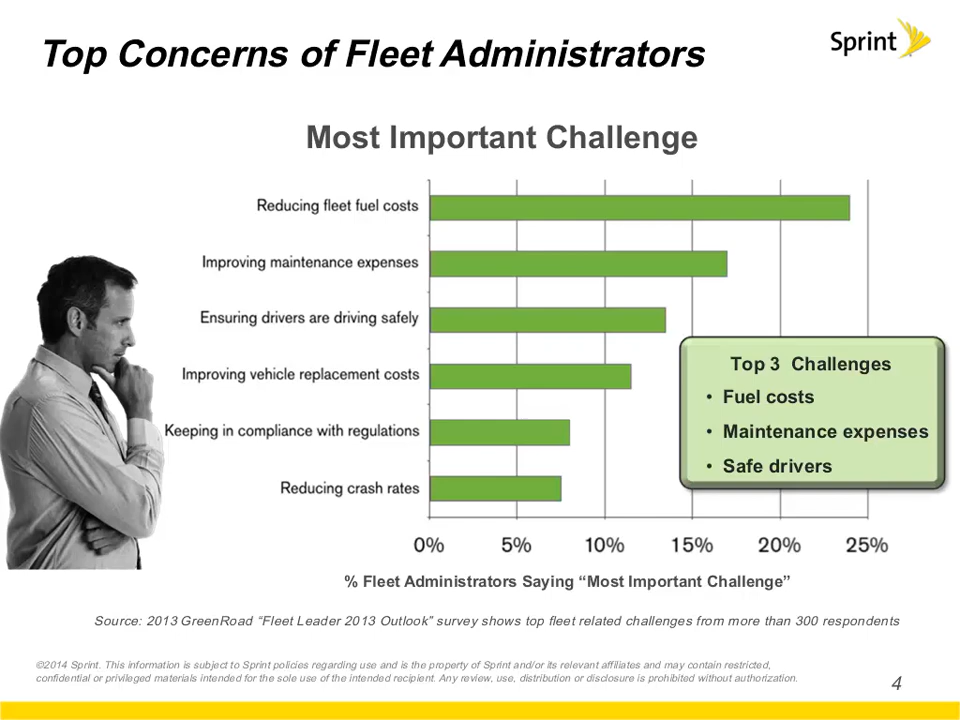 Top Concerns of Fleet Administrators
Sprint
Most Important Challenge
Reducing fleet fuel costs
Improving maintenance expenses
Ensuring drivers are driving safely
Improving vehicle replacement costs
Keeping in compliance with regulations
Reducing crash rates
Top 3 Challenges
• Fuel costs
• Maintenance expenses
• Safe drivers
0% 5% 10% 15% 20% 25%
% Fleet Administrators Saying “Most Important Challenge”
Source: 2013 GreenRoad “Fleet Leader 2013 Outlook” survey shows top fleet related challenges from more than 300 respondents
©2014 Sprint. This information is subject to Sprint policies regarding use and is the property of Sprint and/or its relevant affiliates and may contain restricted,
confidential or privileged materials intended for the sole use of the intended recipient. Any review, use, distribution or disclosure is prohibited without authorization.
4